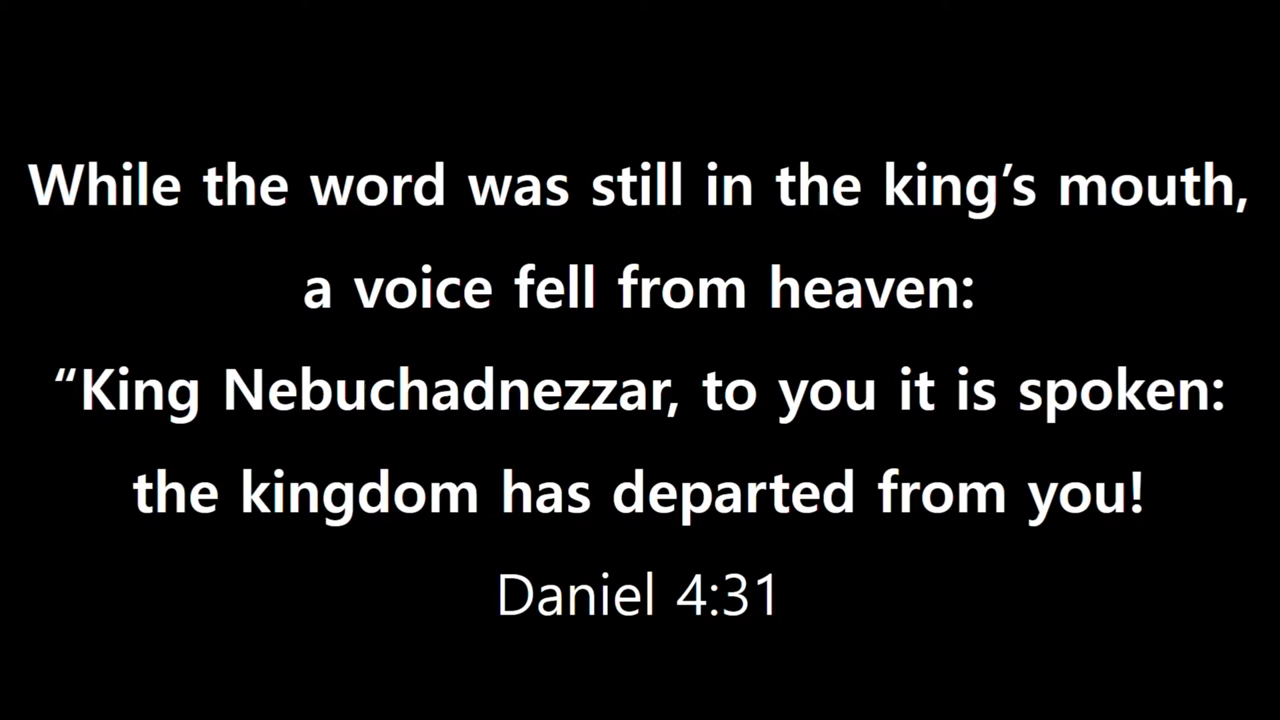 While the word was still in the king’s mouth,
a voice fell from heaven:
“King Nebuchadnezzar, to you it is spoken:
the kingdom has departed from you!
Daniel 4:31